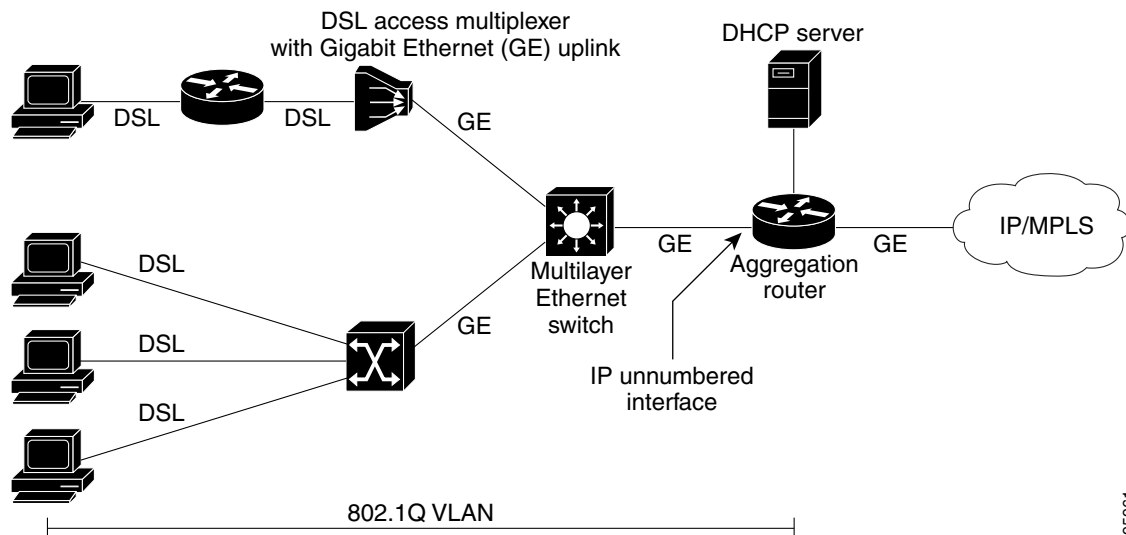 DSL access multiplexer
with Gigabit Ethernet (GE) uplink
DHCP server
DSL
DSL
GE
IP/MPLS
GE
GE
Multilayer
Ethernet
switch
Aggregation
router
DSL
GE
DSL
IP unnumbered
interface
DSL
802.1Q VLAN